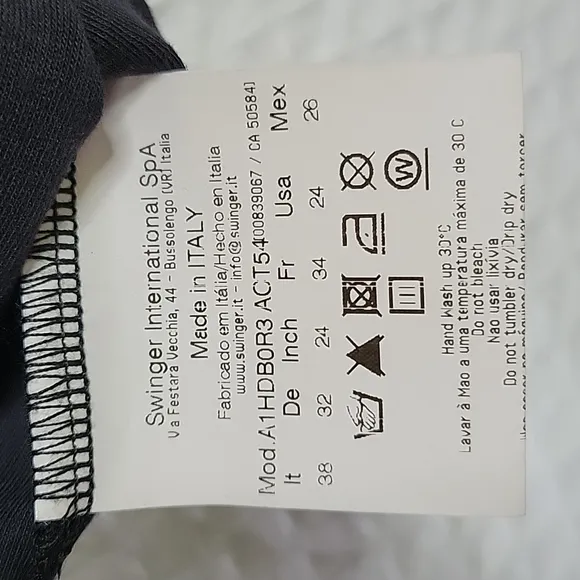 Swinger International SpA
Via Festara Vecchia, 44 - Bussolengo (VR) Italia
Made in ITALY
Fabricado em Itália/Hecho en Italia
www.swinger.it - info@swinger.it
Mod.A1HDB0R3 ACT5400839067 / CA 50584)
It De Inch Fr Usa Mex
38 32 24 34 24 26
W
Hand Wash up 30°C
Lavar à Mao a uma temperatura máxima de 30 C
Do not bleach
Nao usar lixívia
Do not tumbler dry/Drip dry